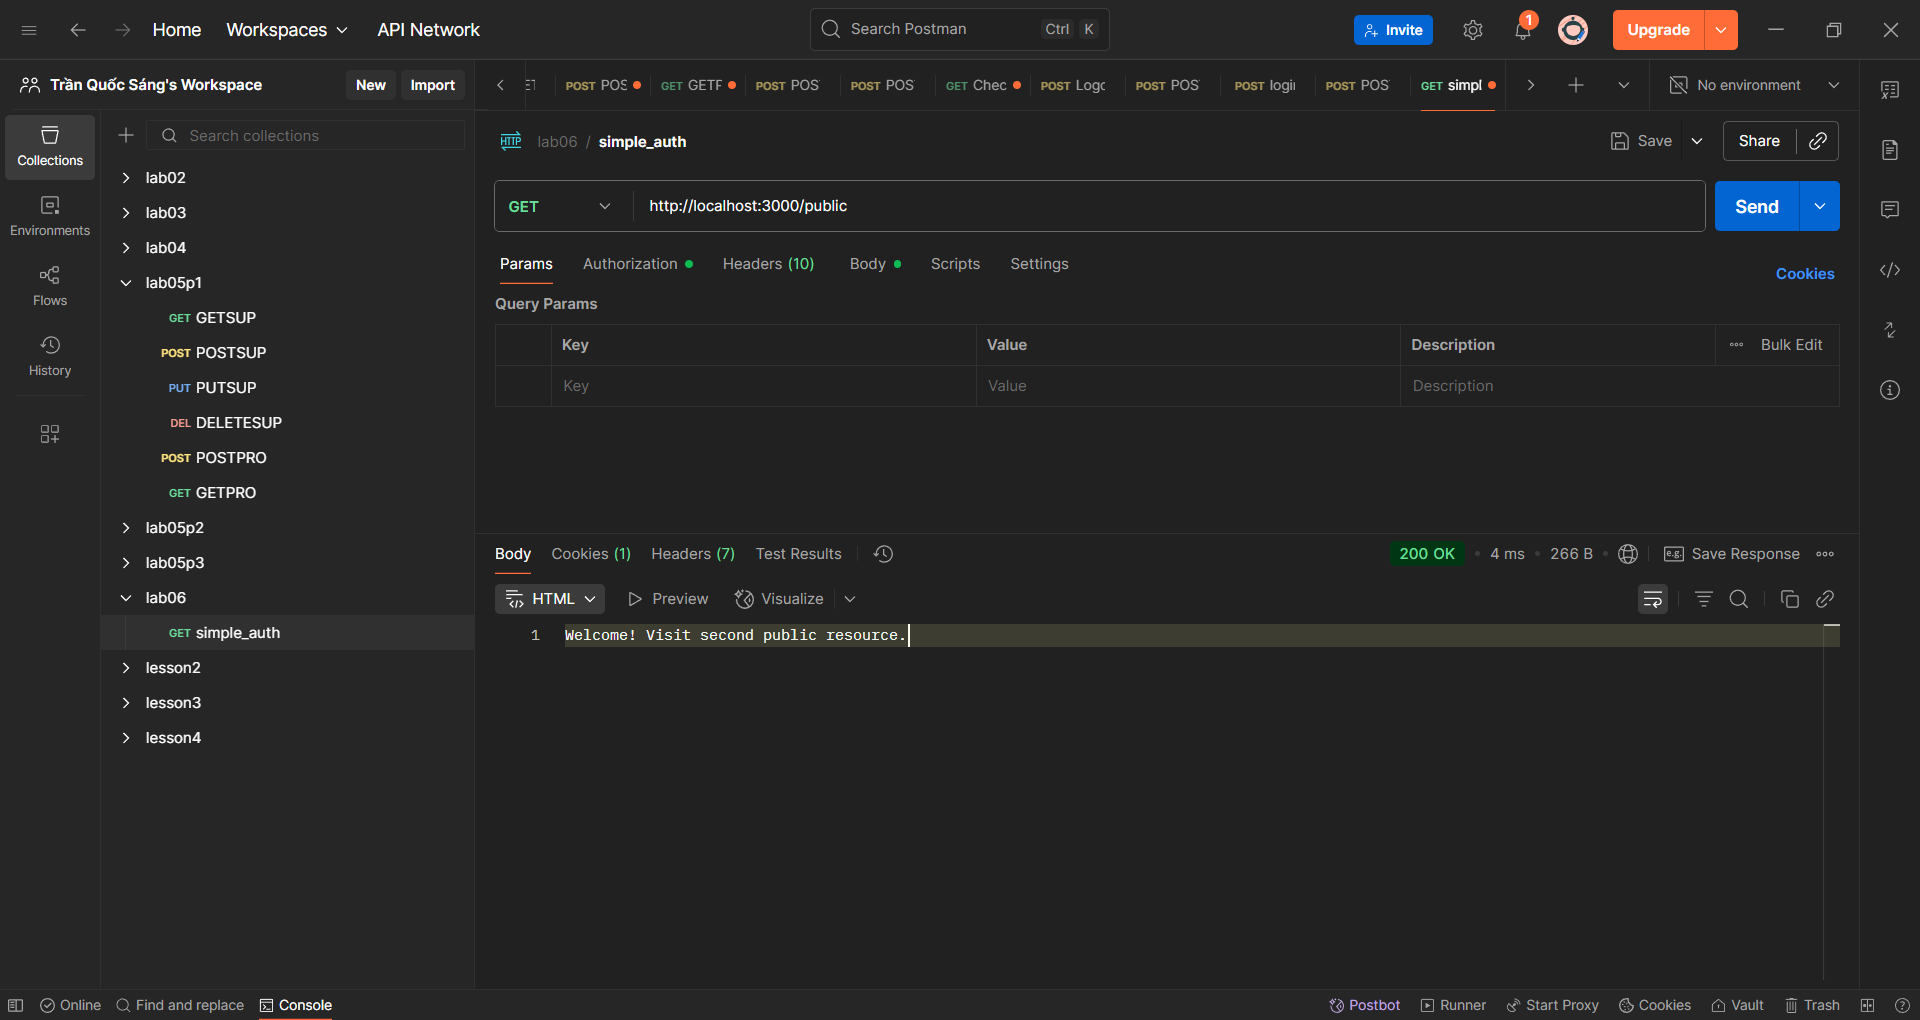 Home Workspaces API Network Search Postman Ctrl K Invite 1 Upgrade
Trần Quốc Sáng's Workspace New Import
POST POS GET GETF POST POS POST POS GET Chec POST Logo POST POS POST logii POST POS GET simpl No environment
Collections
Environments
Flows
History
Search collections
lab02
lab03
lab04
lab05p1
GET GETSUP
POST POSTSUP
PUT PUTSUP
DEL DELETESUP
POST POSTPRO
GET GETPRO
lab05p2
lab05p3
lab06
GET simple_auth
lesson2
lesson3
lesson4
HTTP lab06 / simple_auth Save Share
GET http://localhost:3000/public Send
Params Authorization Headers (10) Body Scripts Settings Cookies
Query Params
Key Value Description Bulk Edit
Key Value Description
Body Cookies (1) Headers (7) Test Results 200 OK 4 ms 266 B e.g. Save Response
HTML Preview Visualize
1 Welcome! Visit second public resource.
Online Find and replace Console Postbot Runner Start Proxy Cookies Vault Trash